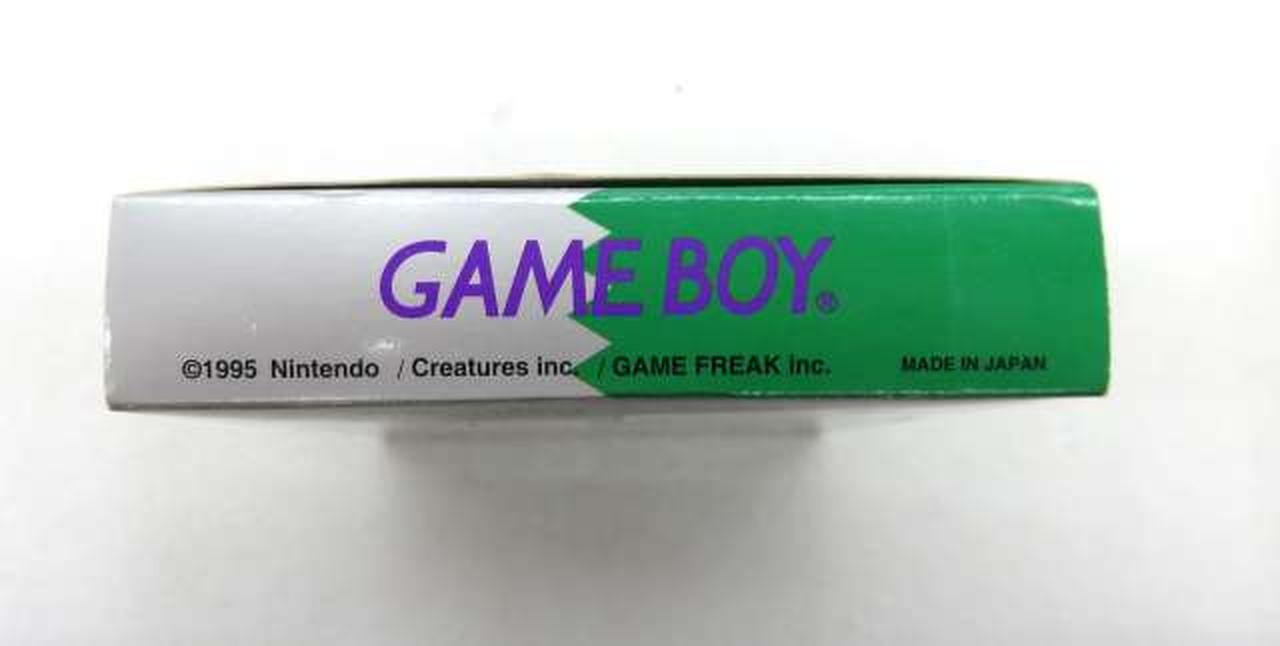 GAME BOY®
©1995 Nintendo / Creatures inc. / GAME FREAK inc. MADE IN JAPAN